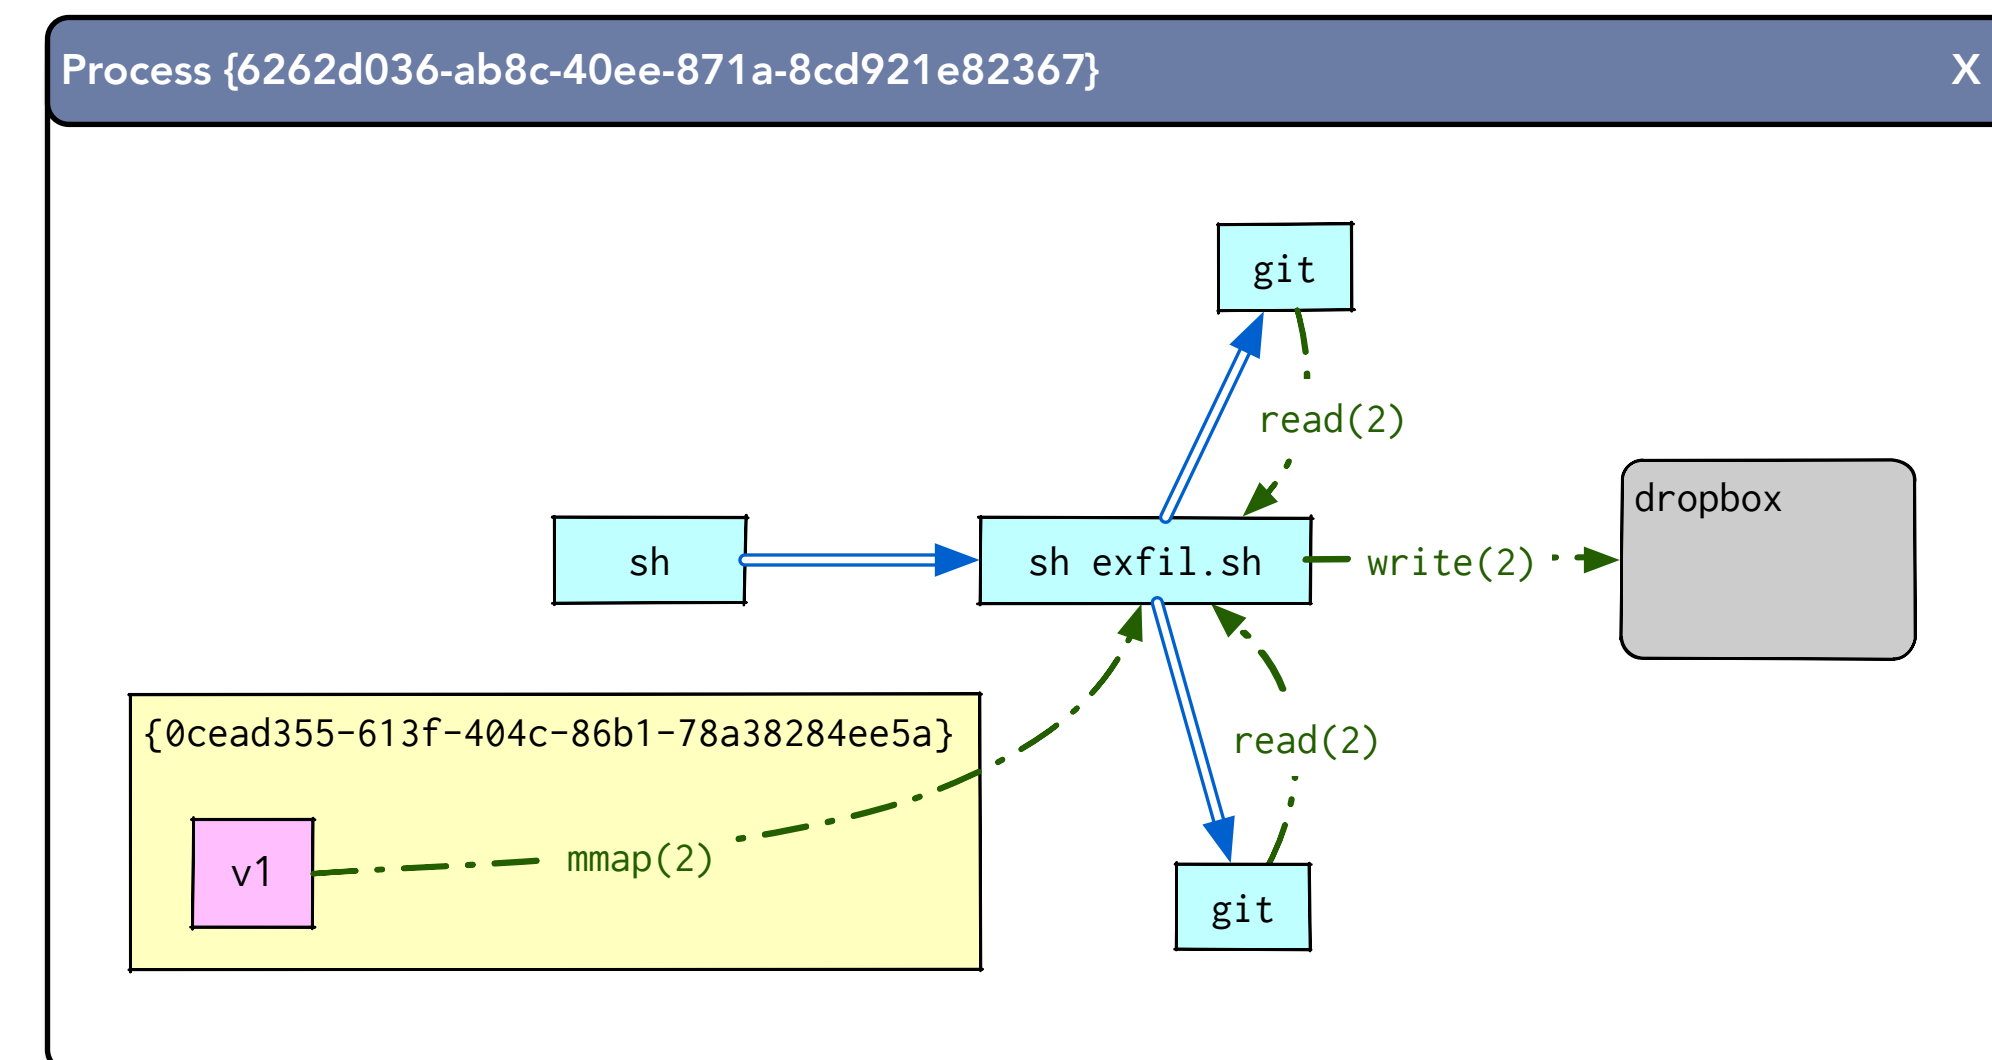 Process {6262d036-ab8c-40ee-871a-8cd921e82367} X
git
read(2)
dropbox
sh
sh exfil.sh
write(2)
{0cead355-613f-404c-86b1-78a38284ee5a}
read(2)
mmap(2)
v1
git